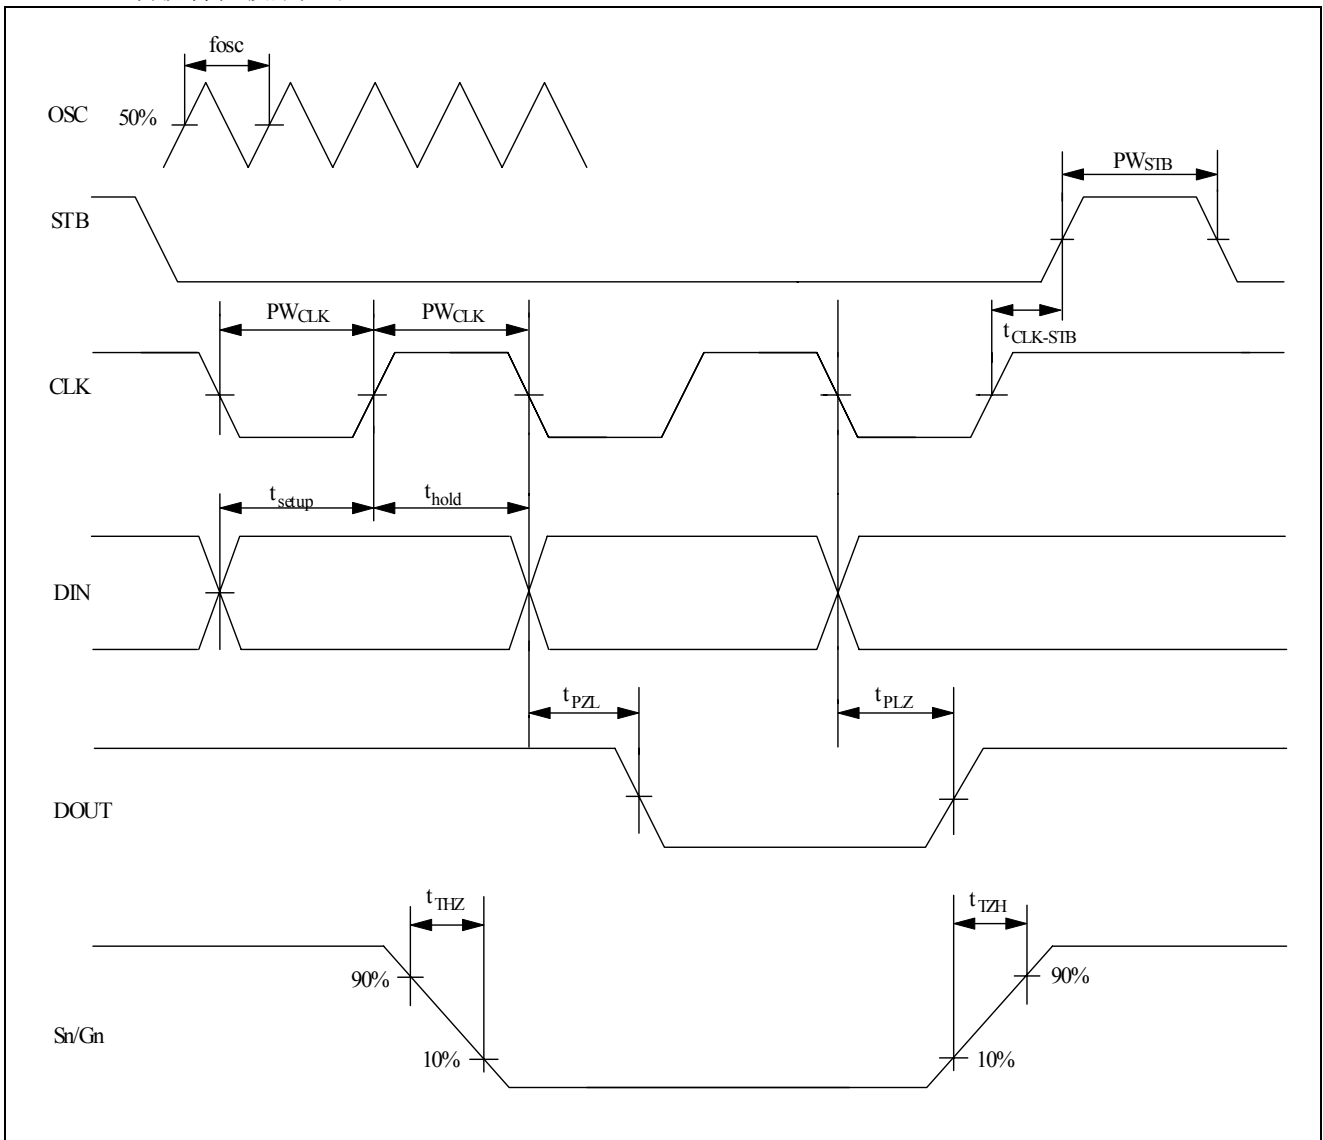 fosc
OSC
50%
PWSTB
STB
PWCLK
PWCLK
tCLK-STB
CLK
tsetup
thold
DIN
tPZL
tPLZ
DOUT
tTHZ
tTZH
90%
90%
Sn/Gn
10%
10%